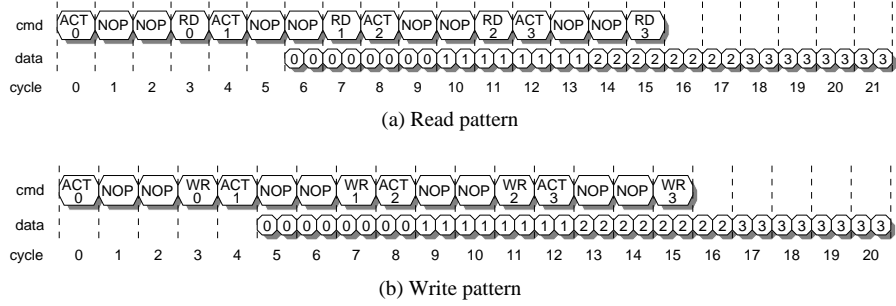 cmd ACT 0 NOP NOP RD 0 ACT 1 NOP NOP RD 1 ACT 2 NOP NOP RD 2 ACT 3 NOP NOP RD 3
data 0 0 0 0 0 0 0 0 1 1 1 1 1 1 1 1 2 2 2 2 2 2 2 2 3 3 3 3 3 3 3 3
cycle 0 1 2 3 4 5 6 7 8 9 10 11 12 13 14 15 16 17 18 19 20 21
(a) Read pattern
cmd ACT 0 NOP NOP WR 0 ACT 1 NOP NOP WR 1 ACT 2 NOP NOP WR 2 ACT 3 NOP NOP WR 3
data 0 0 0 0 0 0 0 0 1 1 1 1 1 1 1 1 2 2 2 2 2 2 2 2 3 3 3 3 3 3 3 3
cycle 0 1 2 3 4 5 6 7 8 9 10 11 12 13 14 15 16 17 18 19 20
(b) Write pattern